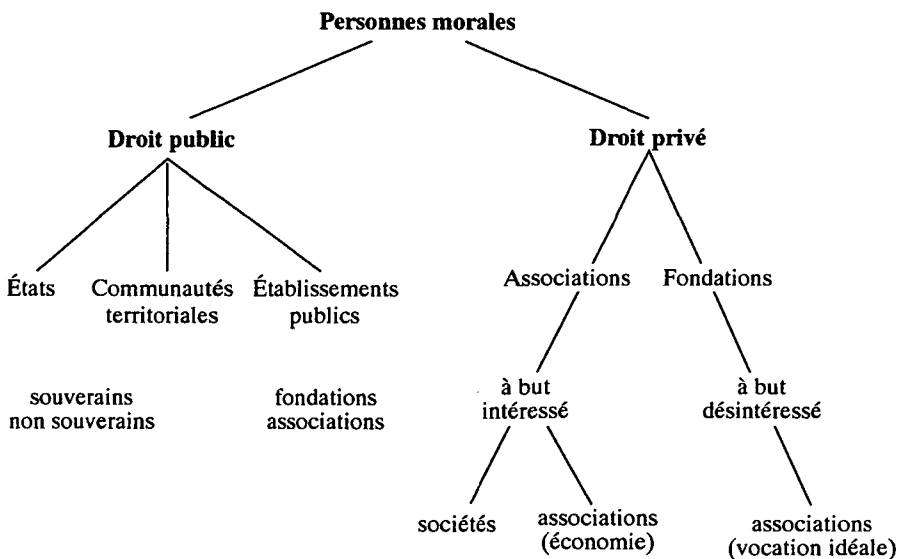 Personnes morales
Droit public
Droit privé
États
Communautés
territoriales
Établissements
publics
Associations
Fondations
souverains
non souverains
fondations
associations
à but
intéressé
à but
désintéressé
sociétés
associations
(économie)
associations
(vocation idéale)